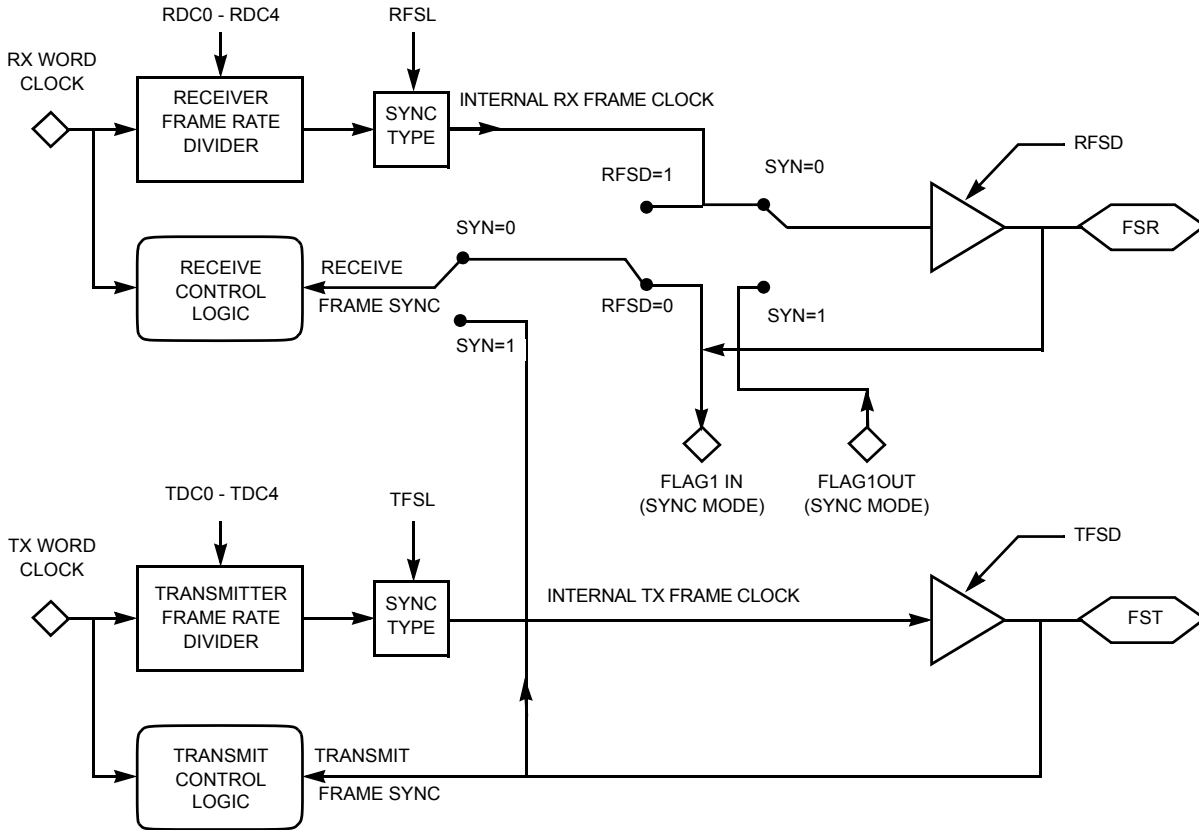 RDC0 - RDC4
RFSL
RX WORD
CLOCK
RECEIVER
FRAME RATE
DIVIDER
SYNC
TYPE
INTERNAL RX FRAME CLOCK
RFSD=1
SYN=0
RFSD
FSR
SYN=0
RECEIVE
CONTROL
LOGIC
RECEIVE
FRAME SYNC
RFSD=0
SYN=1
SYN=1
FLAG1 IN
(SYNC MODE)
FLAG1OUT
(SYNC MODE)
TDC0 - TDC4
TFSL
TX WORD
CLOCK
TRANSMITTER
FRAME RATE
DIVIDER
SYNC
TYPE
INTERNAL TX FRAME CLOCK
TFSD
FST
TRANSMIT
CONTROL
LOGIC
TRANSMIT
FRAME SYNC